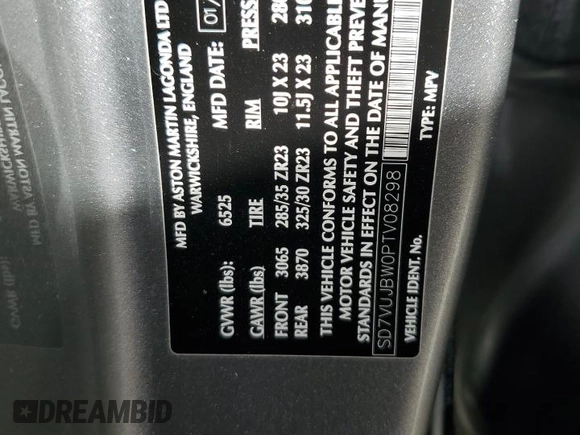 MFD BY ASTON MARTIN LAGONDA LTD
WARWICKSHIRE, ENGLAND
GVWR (lbs): 6525 MFD DATE: 01/
GAWR (lbs): TIRE RIM PRESS
FRONT 3065 285/35 ZR23 10J X 23 280
REAR 3870 325/30 ZR23 11.5J X 23 310
THIS VEHICLE CONFORMS TO ALL APPLICABLE
MOTOR VEHICLE SAFETY AND THEFT PREVE
STANDARDS IN EFFECT ON THE DATE OF MANU
SD7VUJBW0PTV08298
VEHICLE IDENT. No. TYPE: MPV
DREAMBID